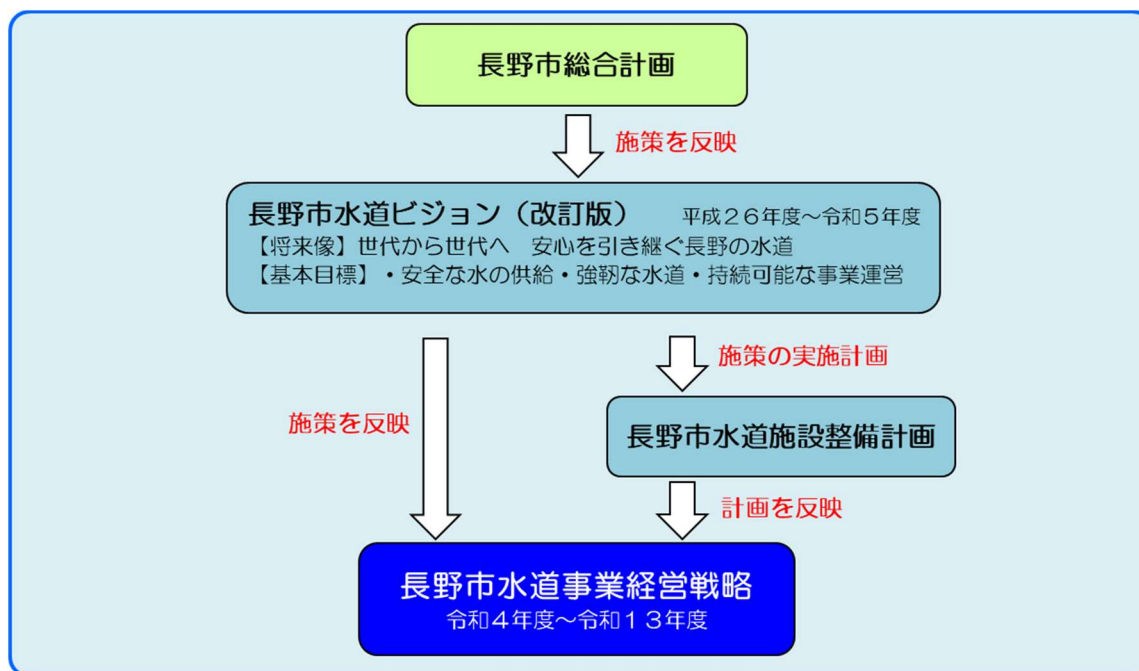 長野市総合計画
施策を反映
長野市水道ビジョン（改訂版）　平成２６年度～令和５年度
【将来像】世代から世代へ　安心を引き継ぐ長野の水道
【基本目標】・安全な水の供給・強靭な水道・持続可能な事業運営
施策の実施計画
施策を反映
長野市水道施設整備計画
計画を反映
長野市水道事業経営戦略
令和４年度～令和１３年度